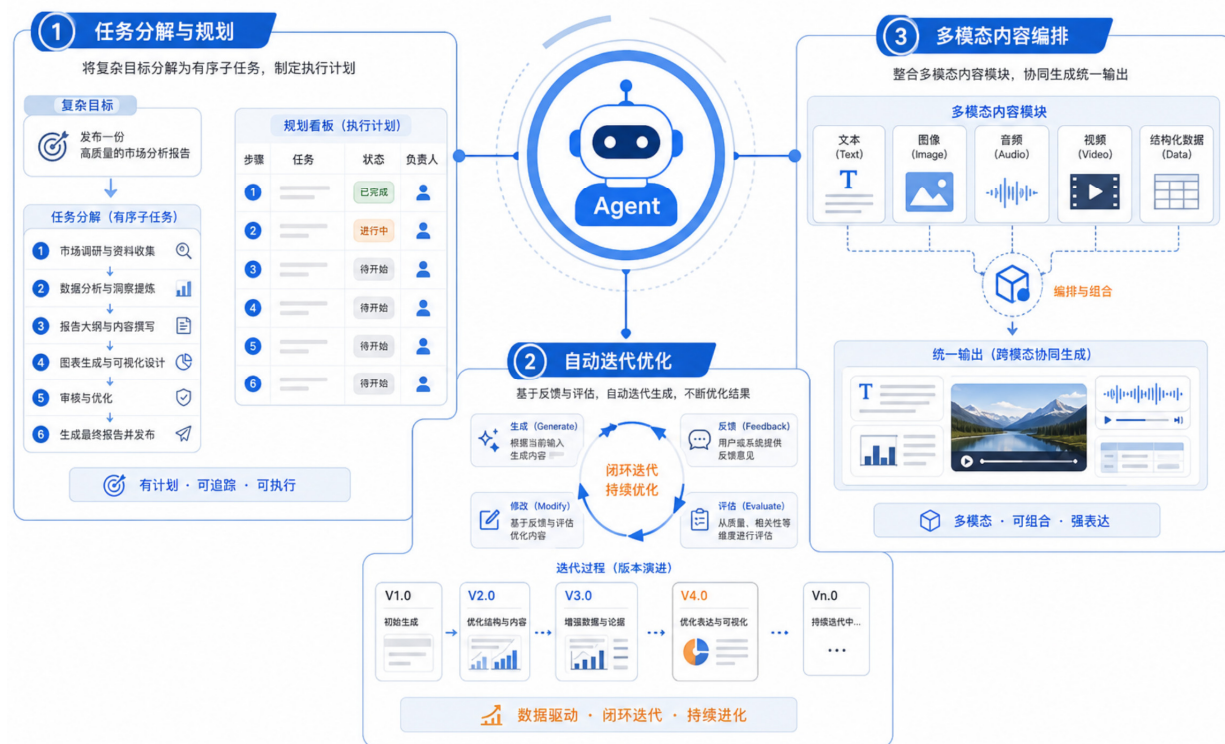 1 任务分解与规划
将复杂目标分解为有序子任务，制定执行计划
复杂目标
发布一份
高质量的市场分析报告
任务分解（有序子任务）
1 市场调研与资料收集
2 数据分析与洞察提炼
3 报告大纲与内容撰写
4 图表生成与可视化设计
5 审核与优化
6 生成最终报告并发布
规划看板（执行计划）
步骤 任务 状态 负责人
1 已完成
2 进行中
3 待开始
4 待开始
5 待开始
6 待开始
有计划 · 可追踪 · 可执行
Agent
2 自动迭代优化
基于反馈与评估，自动迭代生成，不断优化结果
生成（Generate）
根据当前输入
生成内容
反馈（Feedback）
用户或系统提供
反馈意见
闭环迭代
持续优化
修改（Modify）
基于反馈与评估
优化内容
评估（Evaluate）
从质量、相关性等
维度进行评估
迭代过程（版本演进）
V1.0
初始生成
V2.0
优化结构与内容
V3.0
增强数据与论据
V4.0
优化表达与可视化
Vn.0
持续迭代中...
...
数据驱动 · 闭环迭代 · 持续进化
3 多模态内容编排
整合多模态内容模块，协同生成统一输出
多模态内容模块
文本
(Text)
T
图像
(Image)
音频
(Audio)
视频
(Video)
结构化数据
(Data)
编排与组合
统一输出（跨模态协同生成）
T
多模态 · 可组合 · 强表达